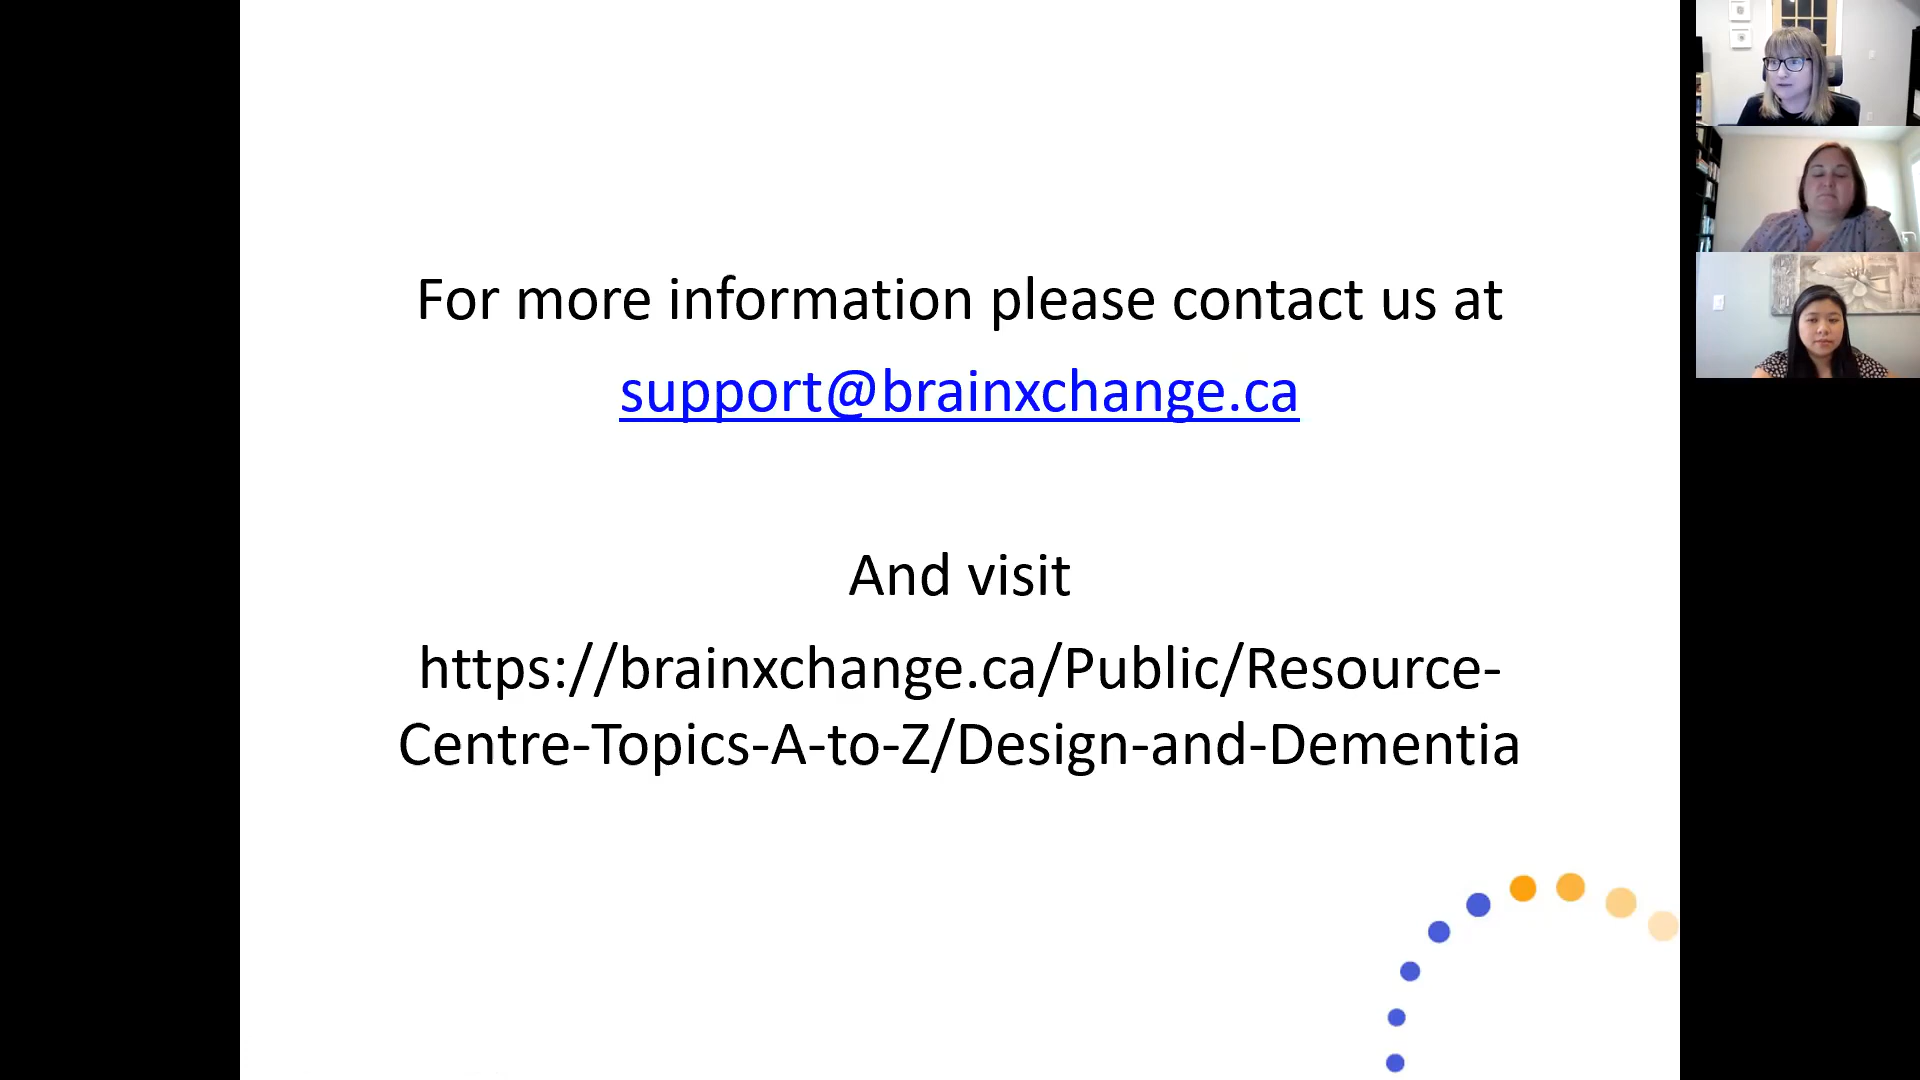 For more information please contact us at
support@brainxchange.ca
And visit
https://brainxchange.ca/Public/Resource-
Centre-Topics-A-to-Z/Design-and-Dementia